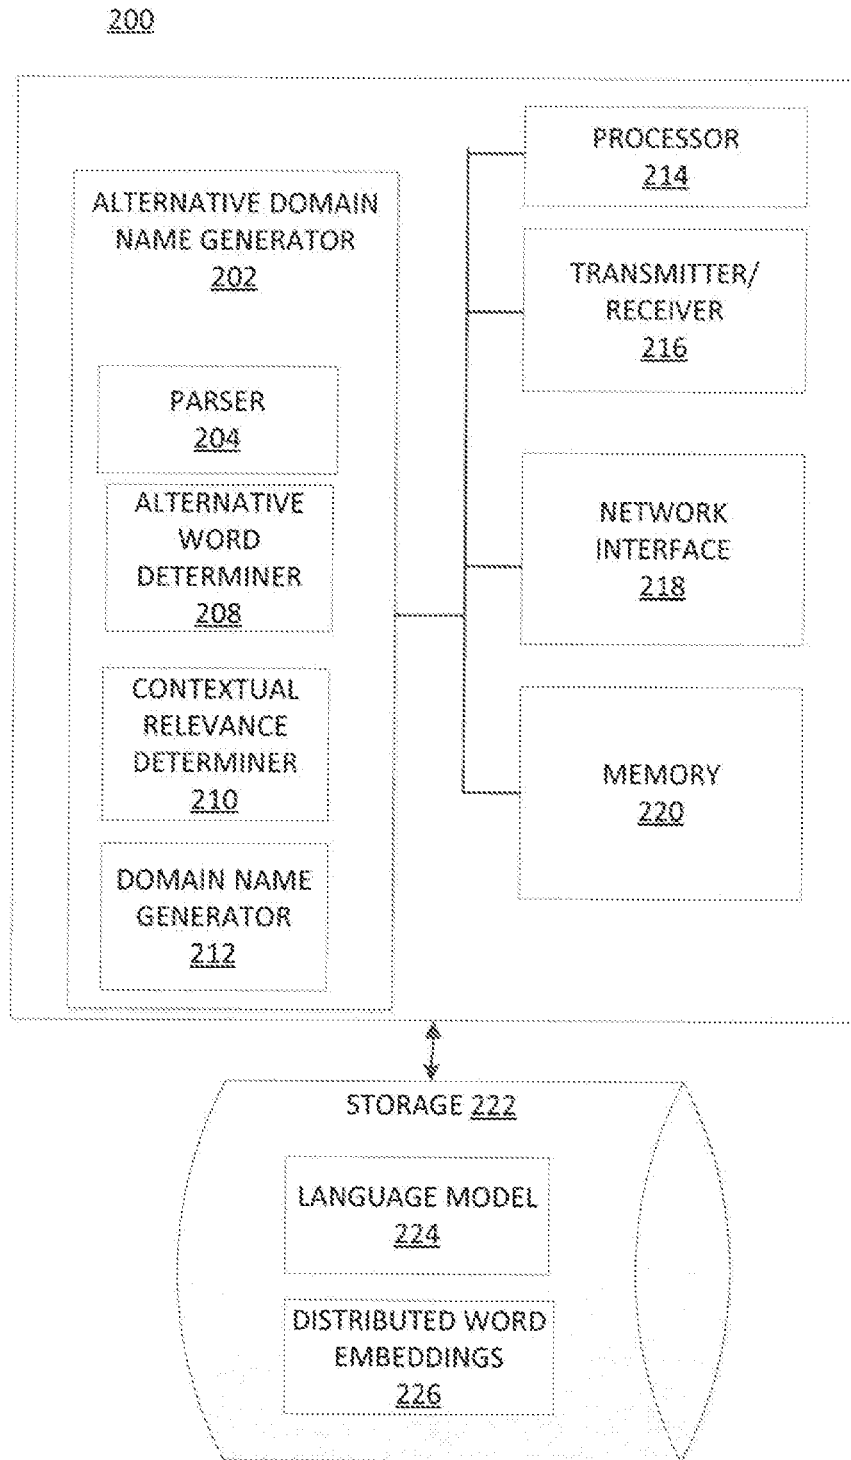 200
ALTERNATIVE DOMAIN
NAME GENERATOR
202
PARSER
204
ALTERNATIVE
WORD
DETERMINER
208
CONTEXTUAL
RELEVANCE
DETERMINER
210
DOMAIN NAME
GENERATOR
212
PROCESSOR
214
TRANSMITTER/
RECEIVER
216
NETWORK
INTERFACE
218
MEMORY
220
STORAGE 222
LANGUAGE MODEL
224
DISTRIBUTED WORD
EMBEDDINGS
226